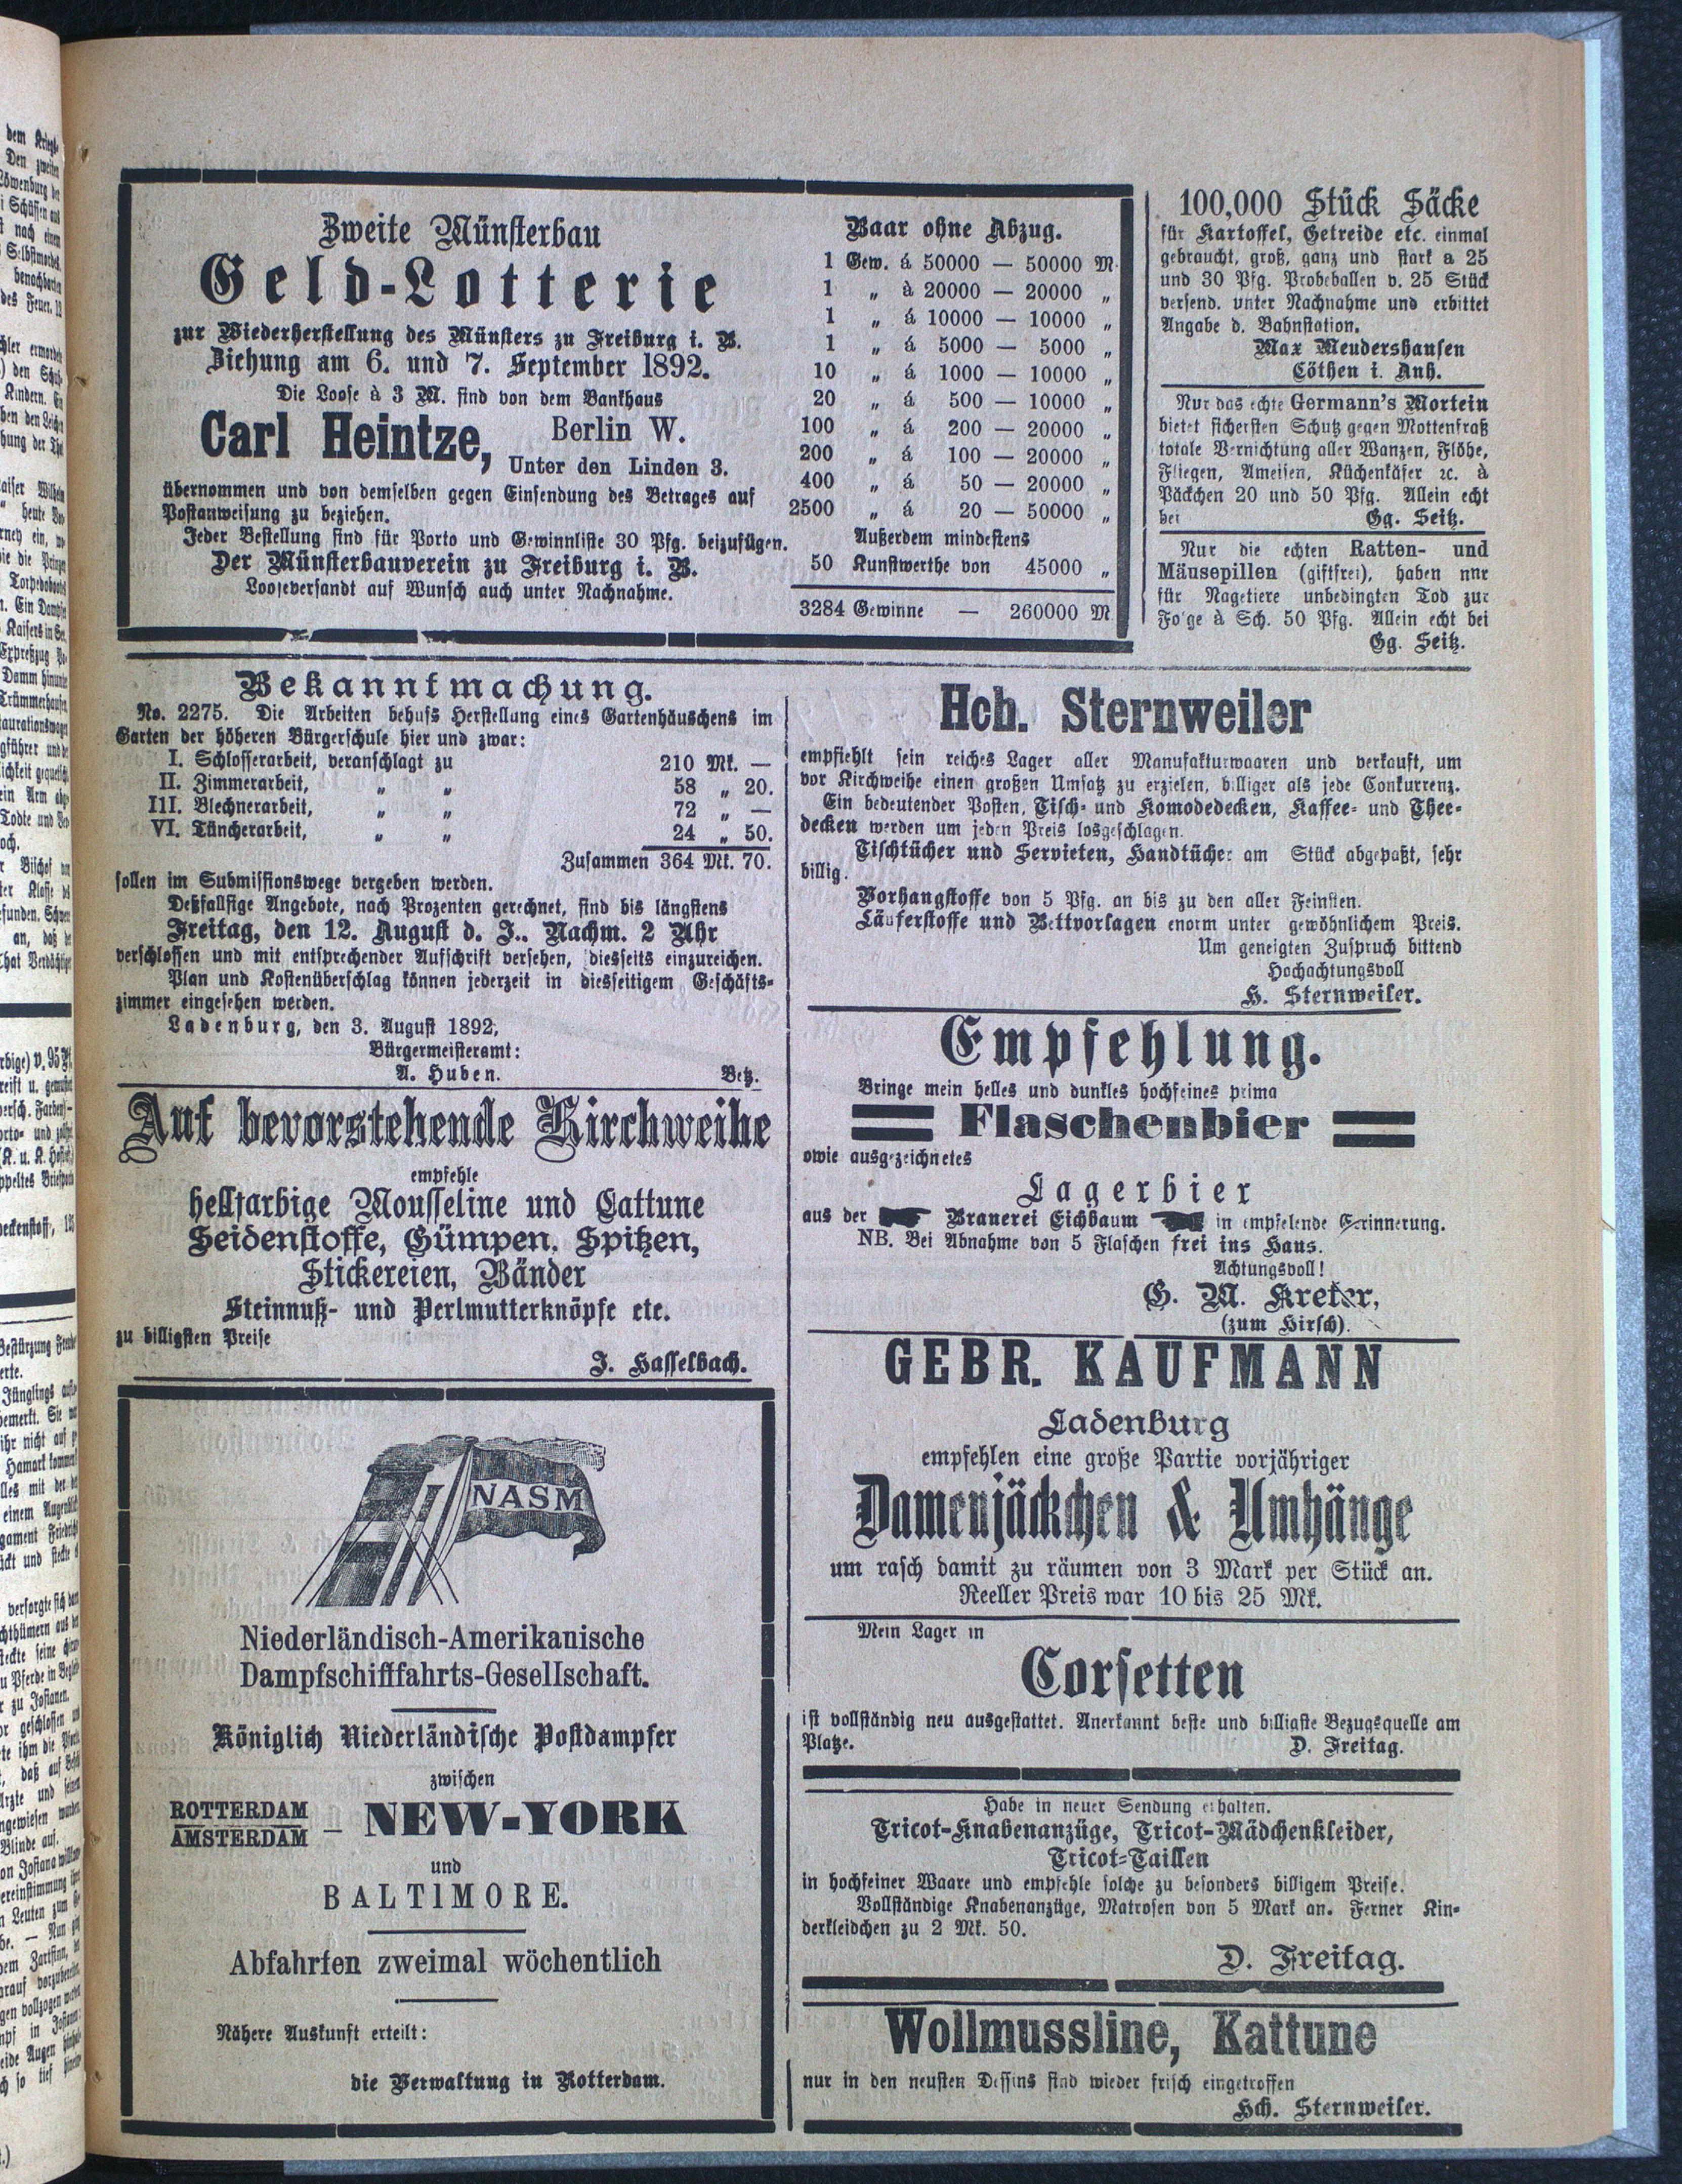 Zweite Münsterbau
Geld-Lotterie
zur Wiederherstellung des Münsters zu Freiburg i. B.
Ziehung am 6. und 7. September 1892.
Die Loose à 3 M. sind von dem Bankhaus
Carl Heintze, Berlin W.
Unter den Linden 3.
übernommen und von demselben gegen Einsendung des Betrages auf
Postanweisung zu beziehen.
Jeder Bestellung sind für Porto und Gewinnliste 30 Pfg. beizufügen.
Der Münsterbauverein zu Freiburg i. B.
Looseversandt auf Wunsch auch unter Nachnahme.
Baar ohne Abzug.
1 Gew. á 50000 — 50000 M.
1 „ à 20000 — 20000 „
1 „ á 10000 — 10000 „
1 „ á 5000 — 5000 „
10 „ á 1000 — 10000 „
20 „ á 500 — 10000 „
100 „ á 200 — 20000 „
200 „ á 100 — 20000 „
400 „ á 50 — 20000 „
2500 „ á 20 — 50000 „
Außerdem mindestens
50 Kunstwerthe von 45000 „
3284 Gewinne — 260000 M
100,000 Stück Säcke
für Kartoffel, Getreide etc. einmal
gebraucht, groß, ganz und stark a 25
und 30 Pfg. Probeballen v. 25 Stück
versend. unter Nachnahme und erbittet
Angabe d. Bahnstation.
Max Mendershausen
Cöthen i. Anh.
Nur das echte Germann's Mortein
bietet sichersten Schutz gegen Mottenfraß
totale Vernichtung aller Wanzen, Flöhe,
Fliegen, Ameisen, Küchenkäfer ꝛc. à
Päckchen 20 und 50 Pfg. Allein echt
bei Gg. Seitz.
Nur die echten Ratten- und
Mäusepillen (giftfrei), haben nnr
für Nagetiere unbedingten Tod zur
Fo'ge à Sch. 50 Pfg. Allein echt bei
Gg. Seitz.
Bekanntmachung.
No. 2275. Die Arbeiten behufs Herstellung eines Gartenhäuschens im
Garten der höheren Bürgerschule hier und zwar:
I. Schlosserarbeit, veranschlagt zu 210 Mk. —
II. Zimmerarbeit, „ „ 58 „ 20.
I1I. Blechnerarbeit, „ „ 72 „ —
VI. Tüncherarbeit, „ „ 24 „ 50.
Zusammen 364 Mk. 70.
sollen im Submissionswege vergeben werden.
Deßfallsige Angebote, nach Prozenten gerechnet, sind bis längstens
Freitag, den 12. August d. J., Nachm. 2 Uhr
verschlossen und mit entsprechender Aufschrift versehen, diesseits einzureichen.
Plan und Kostenüberschlag können jederzeit in diesseitigem Geschäfts-
zimmer eingesehen werden.
Ladenburg, den 3. August 1892,
Bürgermeisteramt:
A. Huben. Betz.
Auf bevorstehende Kirchweihe
empfehle
hellfarbige Mousseline und Cattune
Seidenstoffe, Gümpen, Spitzen,
Stickereien, Bänder
Steinnuß- und Perlmutterknöpfe etc.
zu billigsten Preise
J. Hasselbach.
NASM
Niederländisch-Amerikanische
Dampfschifffahrts-Gesellschaft.
Königlich Niederländische Postdampfer
zwischen
ROTTERDAM
AMSTERDAM — NEW-YORK
und
BALTIMORE.
Abfahrten zweimal wöchentlich
Nähere Auskunft erteilt:
die Verwaltung in Rotterdam.
Hch. Sternweiler
empfiehlt sein reiches Lager aller Manufakturwaaren und verkauft, um
vor Kirchweihe einen großen Umsatz zu erzielen, billiger als jede Conkurrenz.
Ein bedeutender Posten, Tisch- und Komodedecken, Kaffee- und Thee-
decken werden um jeden Preis losgeschlagen.
Tischtücher und Servieten, Handtücher am Stück abgepaßt, sehr
billig.
Vorhangstoffe von 5 Pfg. an bis zu den aller Feinsten.
Läuferstoffe und Bettvorlagen enorm unter gewöhnlichem Preis.
Um geneigten Zuspruch bittend
Hochachtungsvoll
H. Sternweiler.
Empfehlung.
Bringe mein helles und dunkles hochfeines prima
Flaschenbier
owie ausgezeichnetes
Lagerbier
aus der Brauerei Eichbaum in empfelende Erinnerung.
NB. Bei Abnahme von 5 Flaschen frei ins Haus.
Achtungsvoll!
G. M. Kreter,
(zum Hirsch).
GEBR. KAUFMANN
Ladenburg
empfehlen eine große Partie vorjähriger
Damenjäckchen & Umhänge
um rasch damit zu räumen von 3 Mark per Stück an.
Reeller Preis war 10 bis 25 Mk.
Mein Lager in
Corsetten
ist vollständig neu ausgestattet. Anerkannt beste und billigste Bezugsquelle am
Platze. D. Freitag.
Habe in neuer Sendung erhalten.
Tricot-Knabenanzüge, Tricot-Mädchenkleider,
Tricot-Taillen
in hochfeiner Waare und empfehle solche zu besonders billigem Preise.
Vollständige Knabenanzüge, Matrosen von 5 Mark an. Ferner Kin-
derkleidchen zu 2 Mk. 50.
D. Freitag.
Wollmussline, Kattune
nur in den neusten Dessins sind wieder frisch eingetroffen
Hch. Sternweiler.